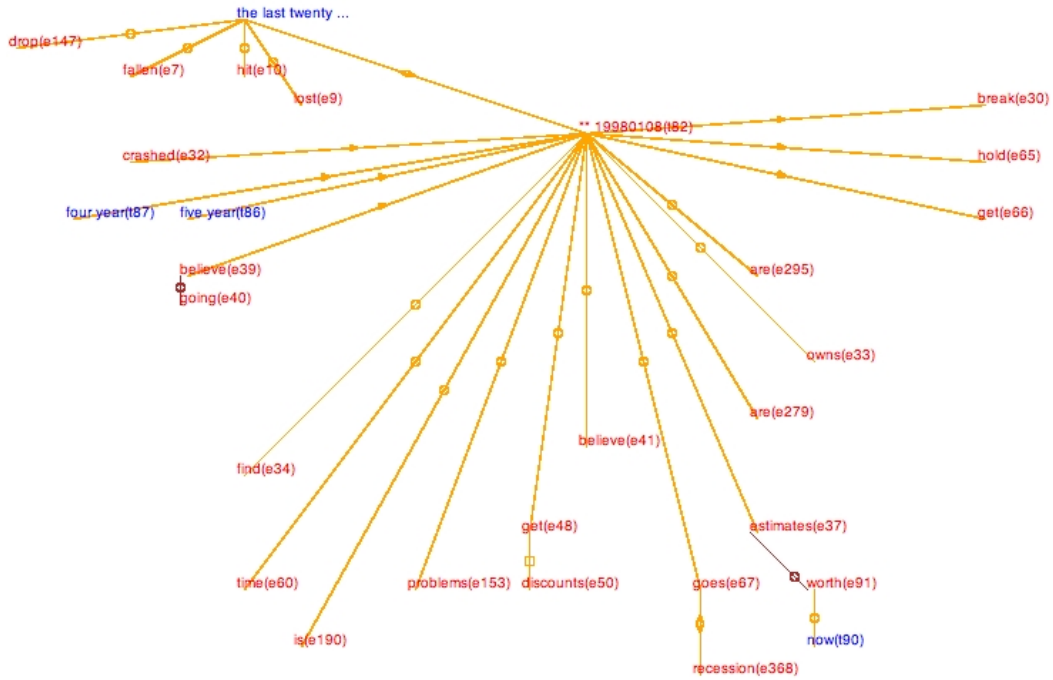 the last twenty ...
drop(e147)
fallen(e7)
hit(e10)
lost(e9)
break(e30)
** 19980108(t82)
crashed(e32)
hold(e65)
four year(t87)
five year(t86)
get(e66)
believe(e39)
are(e295)
going(e40)
owns(e33)
are(e279)
believe(e41)
find(e34)
get(e48)
estimates(e37)
time(e60)
problems(e153)
discounts(e50)
goes(e67)
worth(e91)
is(e190)
now(t90)
recession(e368)